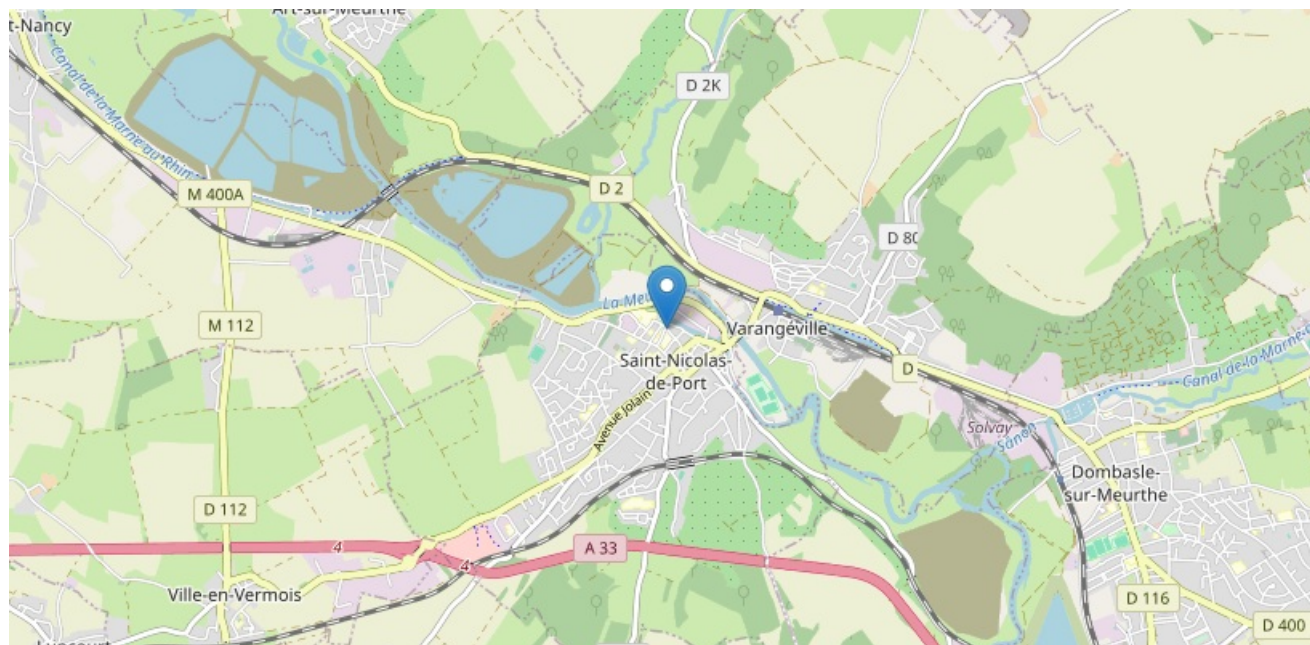 Art-sur-Meurthe
t-Nancy
Canal de la Marne au Rhin
D 2K
M 400A
D 2
D 80
La Me
M 112
Varangéville
Saint-Nicolas-
de-Port
D
Canal de la Marne
Avenue Jolain
Solvay
Sânon
Dombasle-
sur-Meurthe
D 112
4
A 33
4
Ville-en-Vermois
D 116
D 400